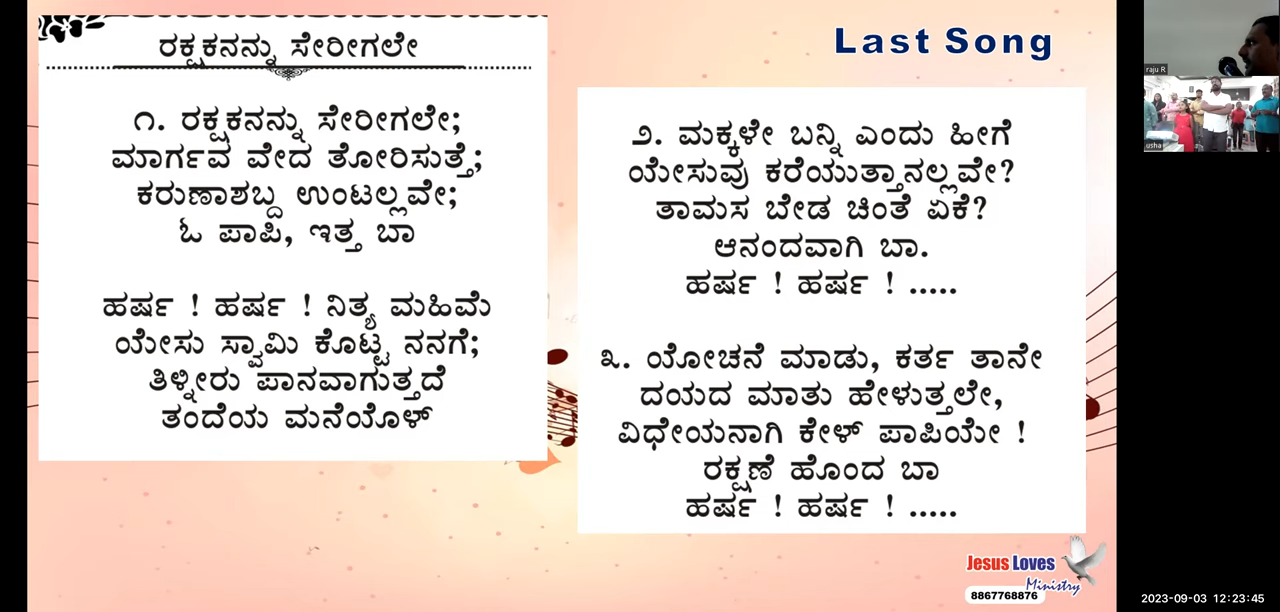 ರಕ್ಷಕನನ್ನು ಸೇರೀಗಲೇ
೧. ರಕ್ಷಕನನ್ನು ಸೇರೀಗಲೇ;
ಮಾರ್ಗವ ವೇದ ತೋರಿಸುತ್ತೆ;
ಕರುಣಾಶಬ್ದ ಉಂಟಲ್ಲವೇ;
ಓ ಪಾಪಿ, ಇತ್ತ ಬಾ
ಹರ್ಷ ! ಹರ್ಷ ! ನಿತ್ಯ ಮಹಿಮೆ
ಯೇಸು ಸ್ವಾಮಿ ಕೊಟ್ಟ ನನಗೆ;
ತಿಳ್ನೀರು ಪಾನವಾಗುತ್ತದೆ
ತಂದೆಯ ಮನೆಯೊಳ್
Last Song
೨. ಮಕ್ಕಳೇ ಬನ್ನಿ ಎಂದು ಹೀಗೆ
ಯೇಸುವು ಕರೆಯುತ್ತಾನಲ್ಲವೇ?
ತಾಮಸ ಬೇಡ ಚಿಂತೆ ಏಕೆ?
ಆನಂದವಾಗಿ ಬಾ.
ಹರ್ಷ ! ಹರ್ಷ ! .....
೩. ಯೋಚನೆ ಮಾಡು, ಕರ್ತ ತಾನೇ
ದಯದ ಮಾತು ಹೇಳುತ್ತಲೇ,
ವಿಧೇಯನಾಗಿ ಕೇಳ್ ಪಾಪಿಯೇ !
ರಕ್ಷಣೆ ಹೊಂದ ಬಾ
ಹರ್ಷ ! ಹರ್ಷ ! .....
Jesus Loves
Ministry
8867768876
raju R
usha
2023-09-03 12:23:45